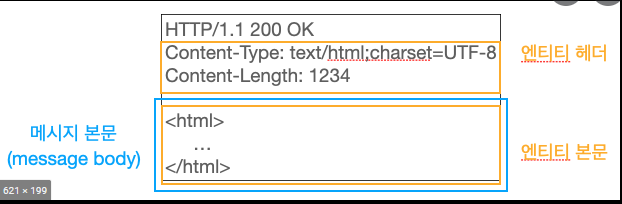 HTTP/1.1 200 OK
Content-Type: text/html;charset=UTF-8
엔티티 헤더
Content-Length: 1234
메시지 본문
(message body)
<html>
...
</html>
엔티티 본문
621 × 199